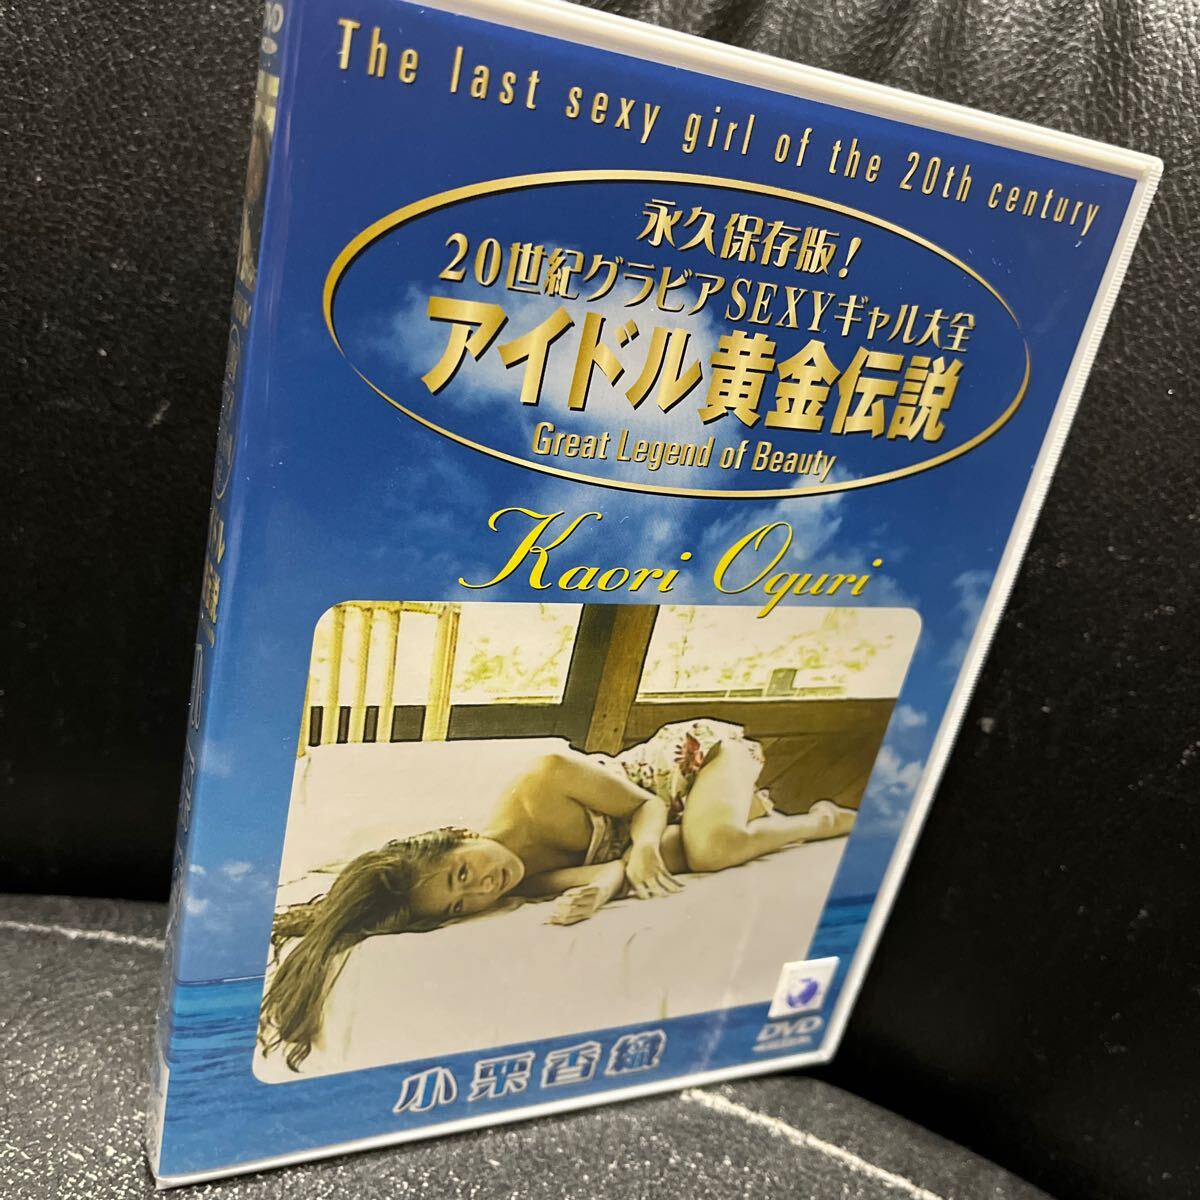 The last sexy girl of the 20th century
永久保存版!
20世紀グラビアSEXYギャル大全
アイドル黄金伝説
Great Legend of Beauty
Kaori Oguri
DVD
小栗香織